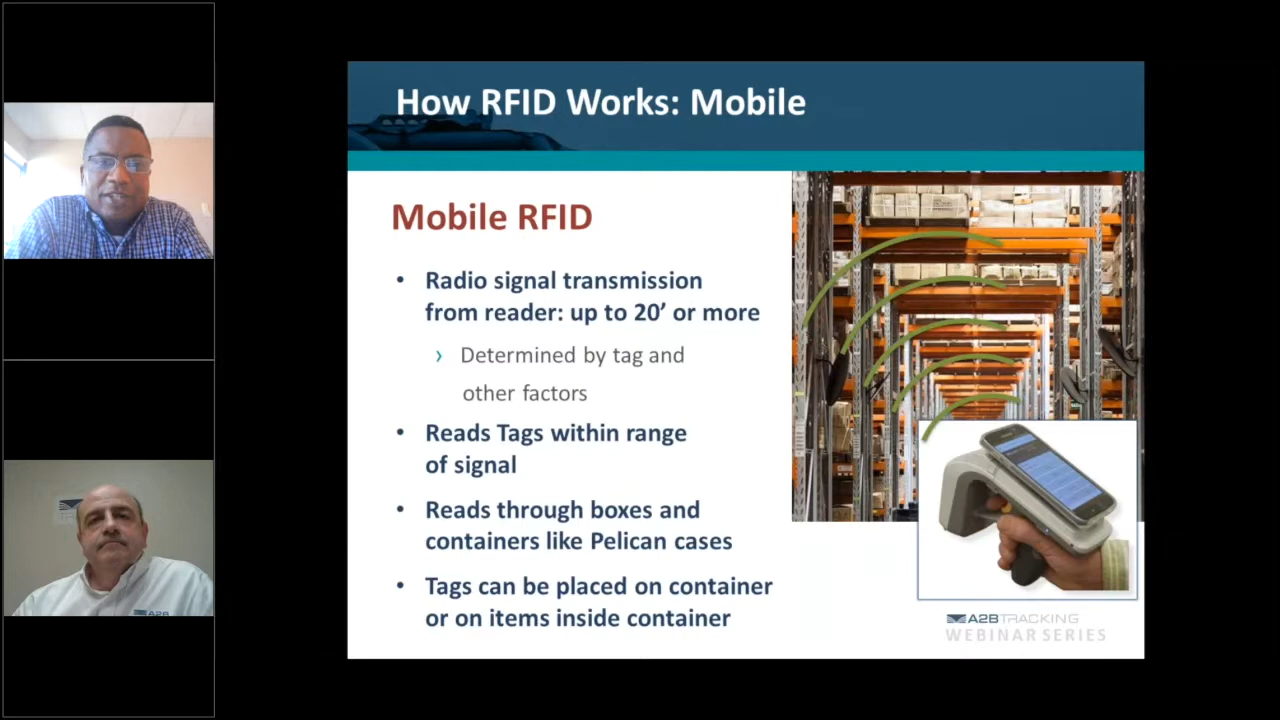 How RFID Works: Mobile
Mobile RFID
• Radio signal transmission
from reader: up to 20’ or more
› Determined by tag and
other factors
• Reads Tags within range
of signal
• Reads through boxes and
containers like Pelican cases
• Tags can be placed on container
or on items inside container
A2B TRACKING
WEBINAR SERIES
A2B